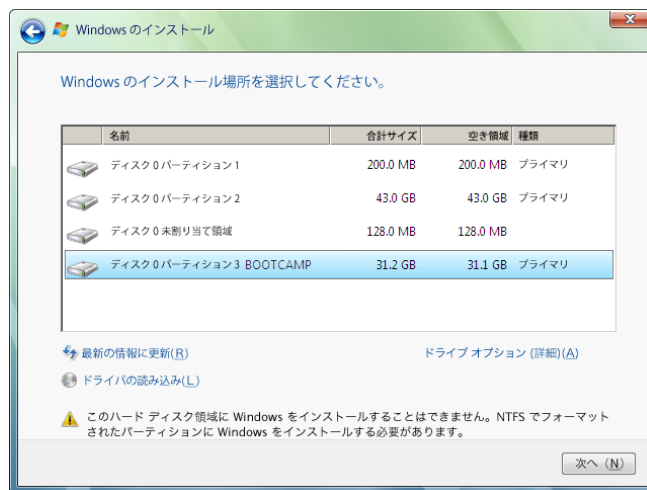 Windows のインストール
Windows のインストール場所を選択してください。
名前 合計サイズ 空き領域 種類
ディスク 0 パーティション 1 200.0 MB 200.0 MB プライマリ
ディスク 0 パーティション 2 43.0 GB 43.0 GB プライマリ
ディスク 0 未割り当て領域 128.0 MB 128.0 MB
ディスク 0 パーティション 3 BOOTCAMP 31.2 GB 31.1 GB プライマリ
最新の情報に更新(R) ドライブ オプション (詳細)(A)
ドライバの読み込み(L)
このハード ディスク領域に Windows をインストールすることはできません。NTFS でフォーマット
されたパーティションに Windows をインストールする必要があります。
次へ (N)